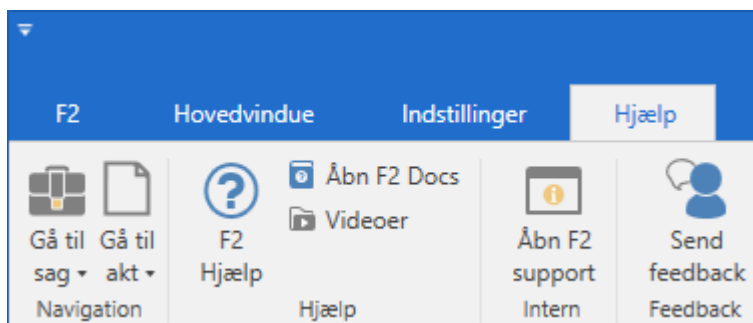 F2 Hovedvindue Indstillinger Hjælp
Gå til sag
Gå til akt
F2 Hjælp
Åbn F2 Docs
Videoer
Åbn F2 support
Send feedback
Navigation Hjælp Intern Feedback